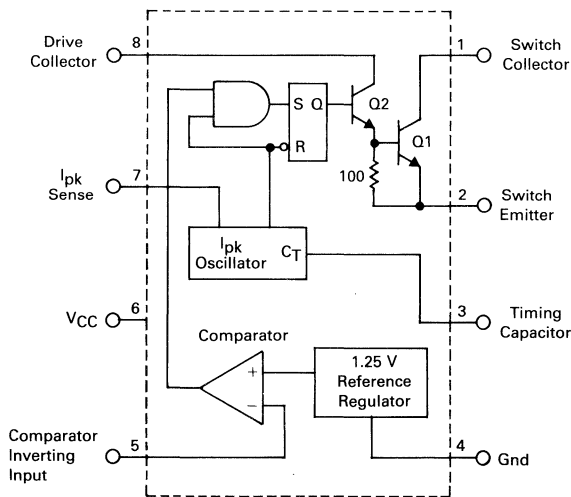 Drive
Collector
8
1
Switch
Collector
S Q
Q2
R
Q1
100
Ipk
Sense
7
2
Switch
Emitter
Ipk
Oscillator
CT
VCC
6
3
Timing
Capacitor
Comparator
+
−
1.25 V
Reference
Regulator
Comparator
Inverting
Input
5
4
Gnd